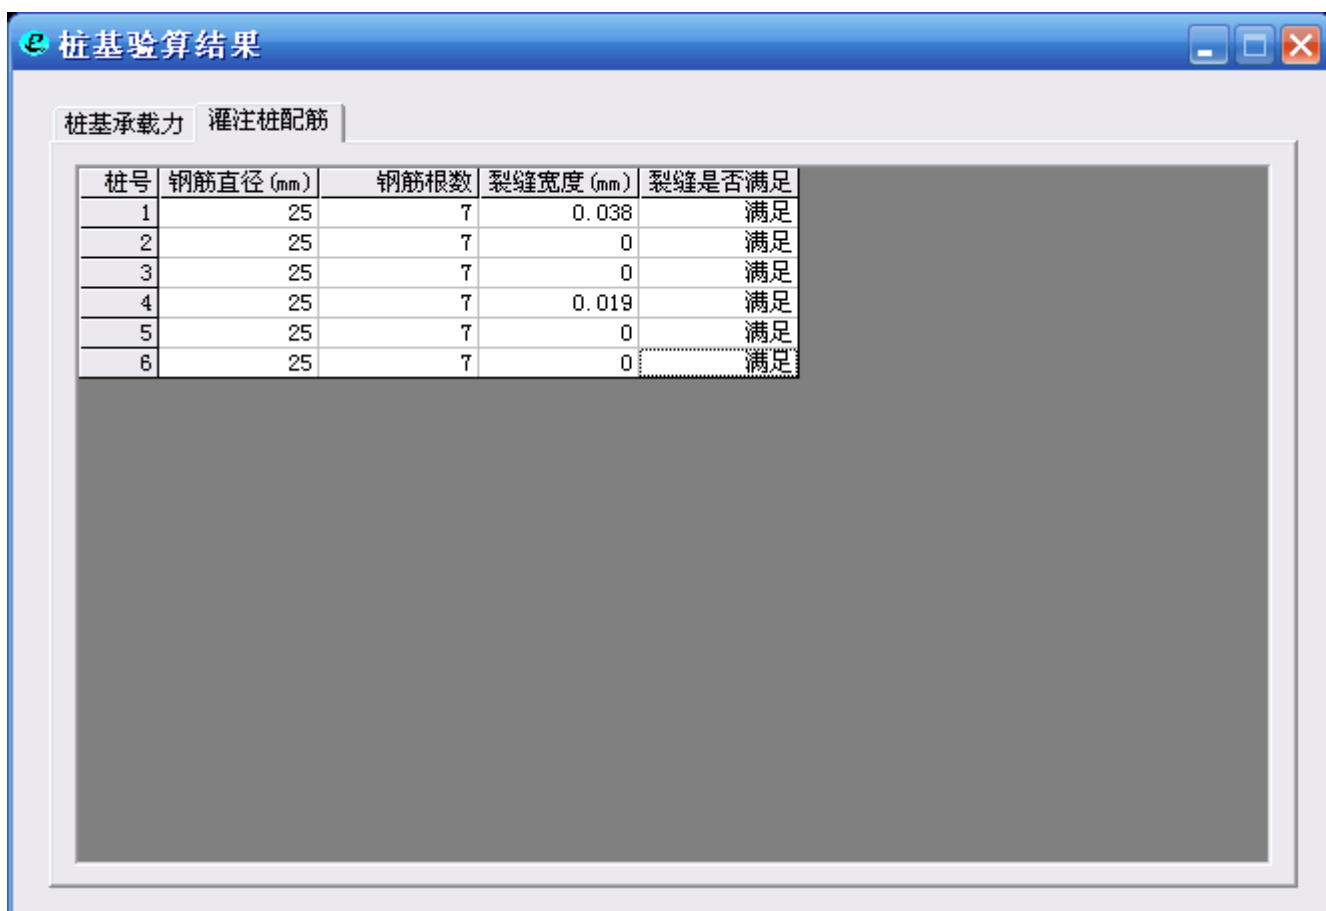 桩基验算结果
桩基承载力 灌注桩配筋
桩号 钢筋直径(mm) 钢筋根数 裂缝宽度(mm) 裂缝是否满足
1 25 7 0.038 满足
2 25 7 0 满足
3 25 7 0 满足
4 25 7 0.019 满足
5 25 7 0 满足
6 25 7 0 满足